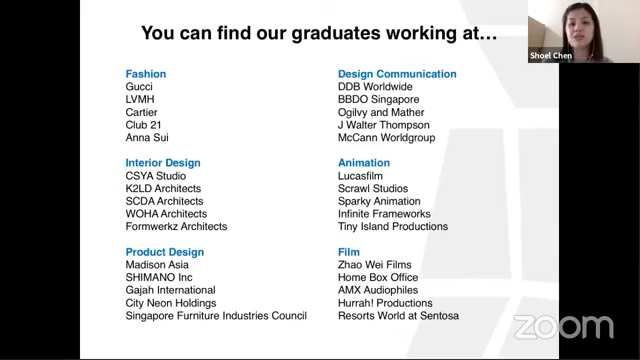 You can find our graduates working at…
Shoel Chen
Fashion
Gucci
LVMH
Cartier
Club 21
Anna Sui
Design Communication
DDB Worldwide
BBDO Singapore
Ogilvy and Mather
J Walter Thompson
McCann Worldgroup
Interior Design
CSYA Studio
K2LD Architects
SCDA Architects
WOHA Architects
Formwerkz Architects
Animation
Lucasfilm
Scrawl Studios
Sparky Animation
Infinite Frameworks
Tiny Island Productions
Product Design
Madison Asia
SHIMANO Inc
Gajah International
City Neon Holdings
Singapore Furniture Industries Council
Film
Zhao Wei Films
Home Box Office
AMX Audiophiles
Hurrah! Productions
Resorts World at Sentosa
zoom